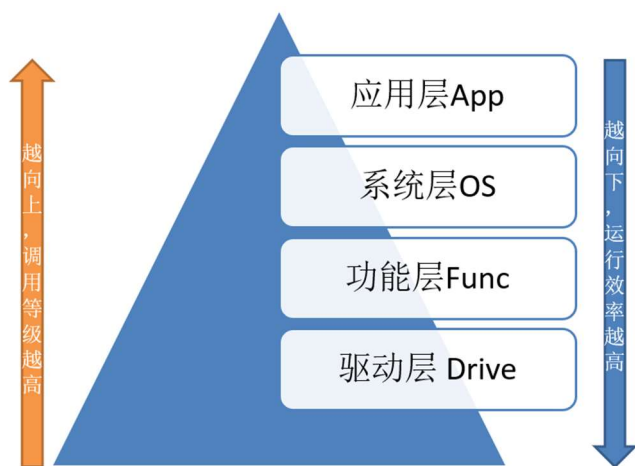 越向上，调用等级越高
应用层App
系统层OS
功能层Func
驱动层 Drive
越向下，运行效率越高